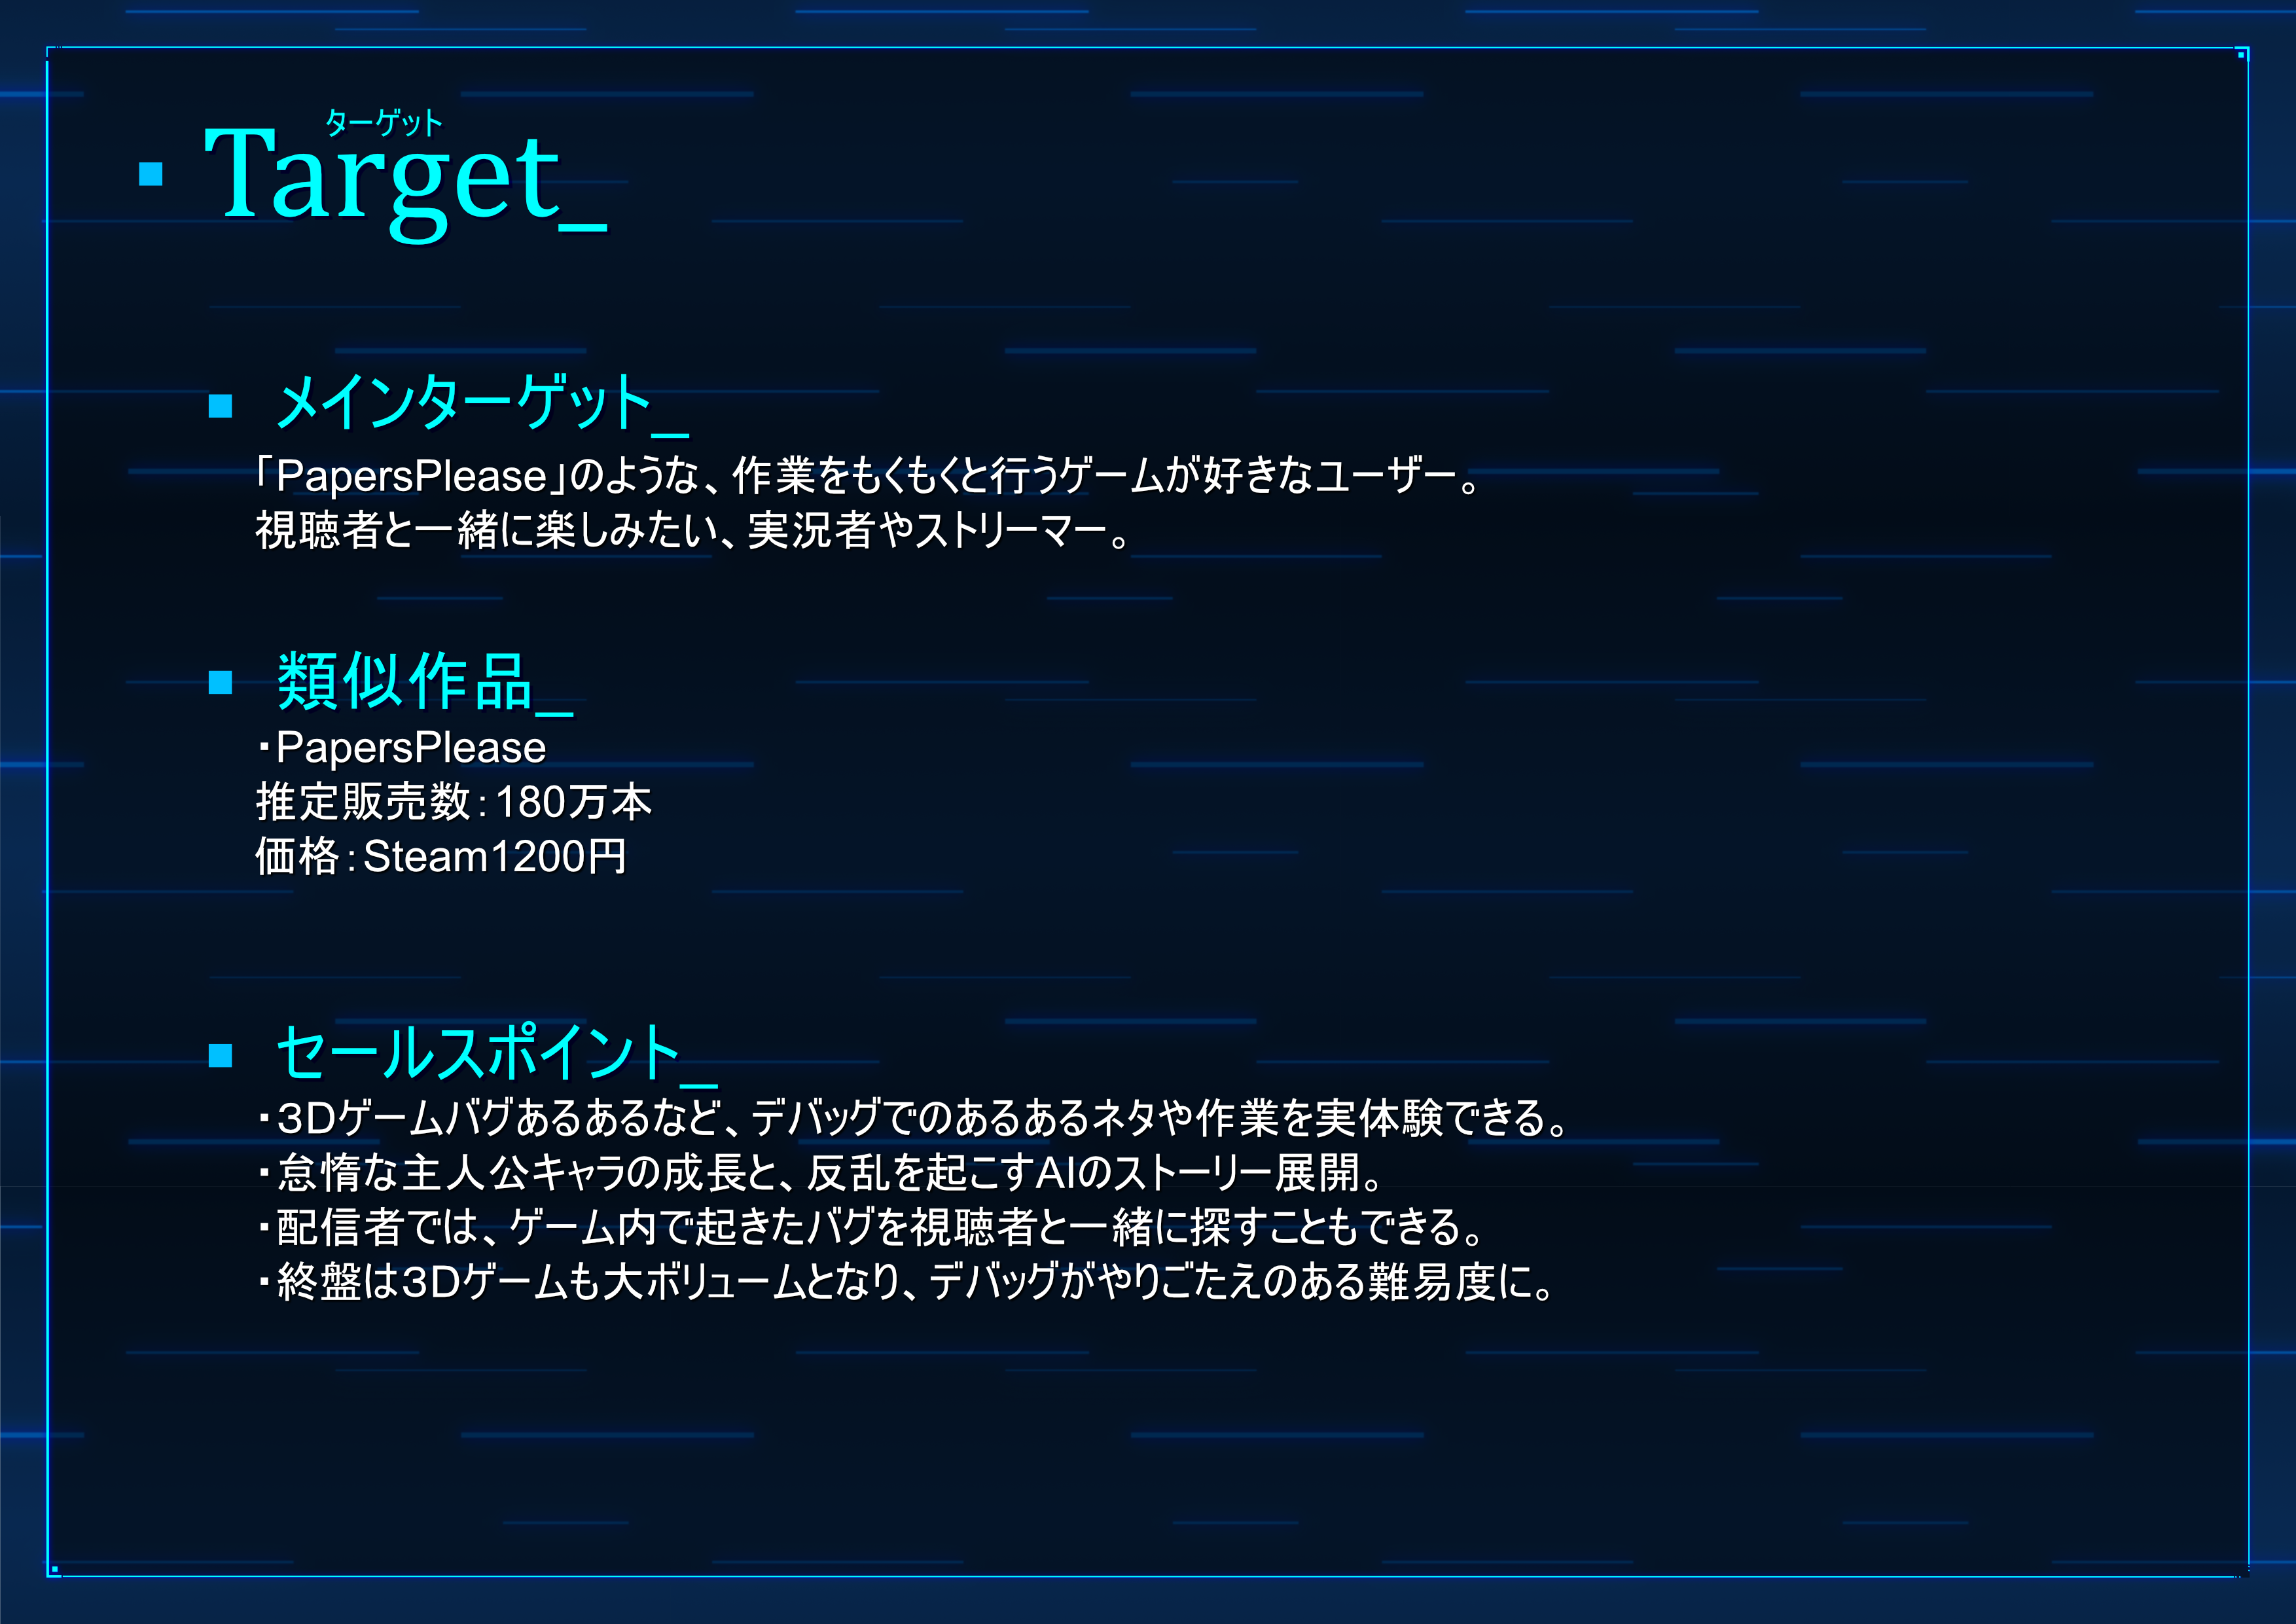 ターゲット
▪ Target_
▪ メインターゲット_
「PapersPlease」のような、作業をもくもくと行うゲームが好きなユーザー。
視聴者と一緒に楽しみたい、実況者やストリーマー。
▪ 類似作品_
・PapersPlease
推定販売数：180万本
価格：Steam1200円
▪ セールスポイント_
・3Dゲームバグあるあるなど、デバッグでのあるあるネタや作業を実体験できる。
・怠惰な主人公キャラの成長と、反乱を起こすAIのストーリー展開。
・配信者では、ゲーム内で起きたバグを視聴者と一緒に探すこともできる。
・終盤は3Dゲームも大ボリュームとなり、デバッグがやりごたえのある難易度に。